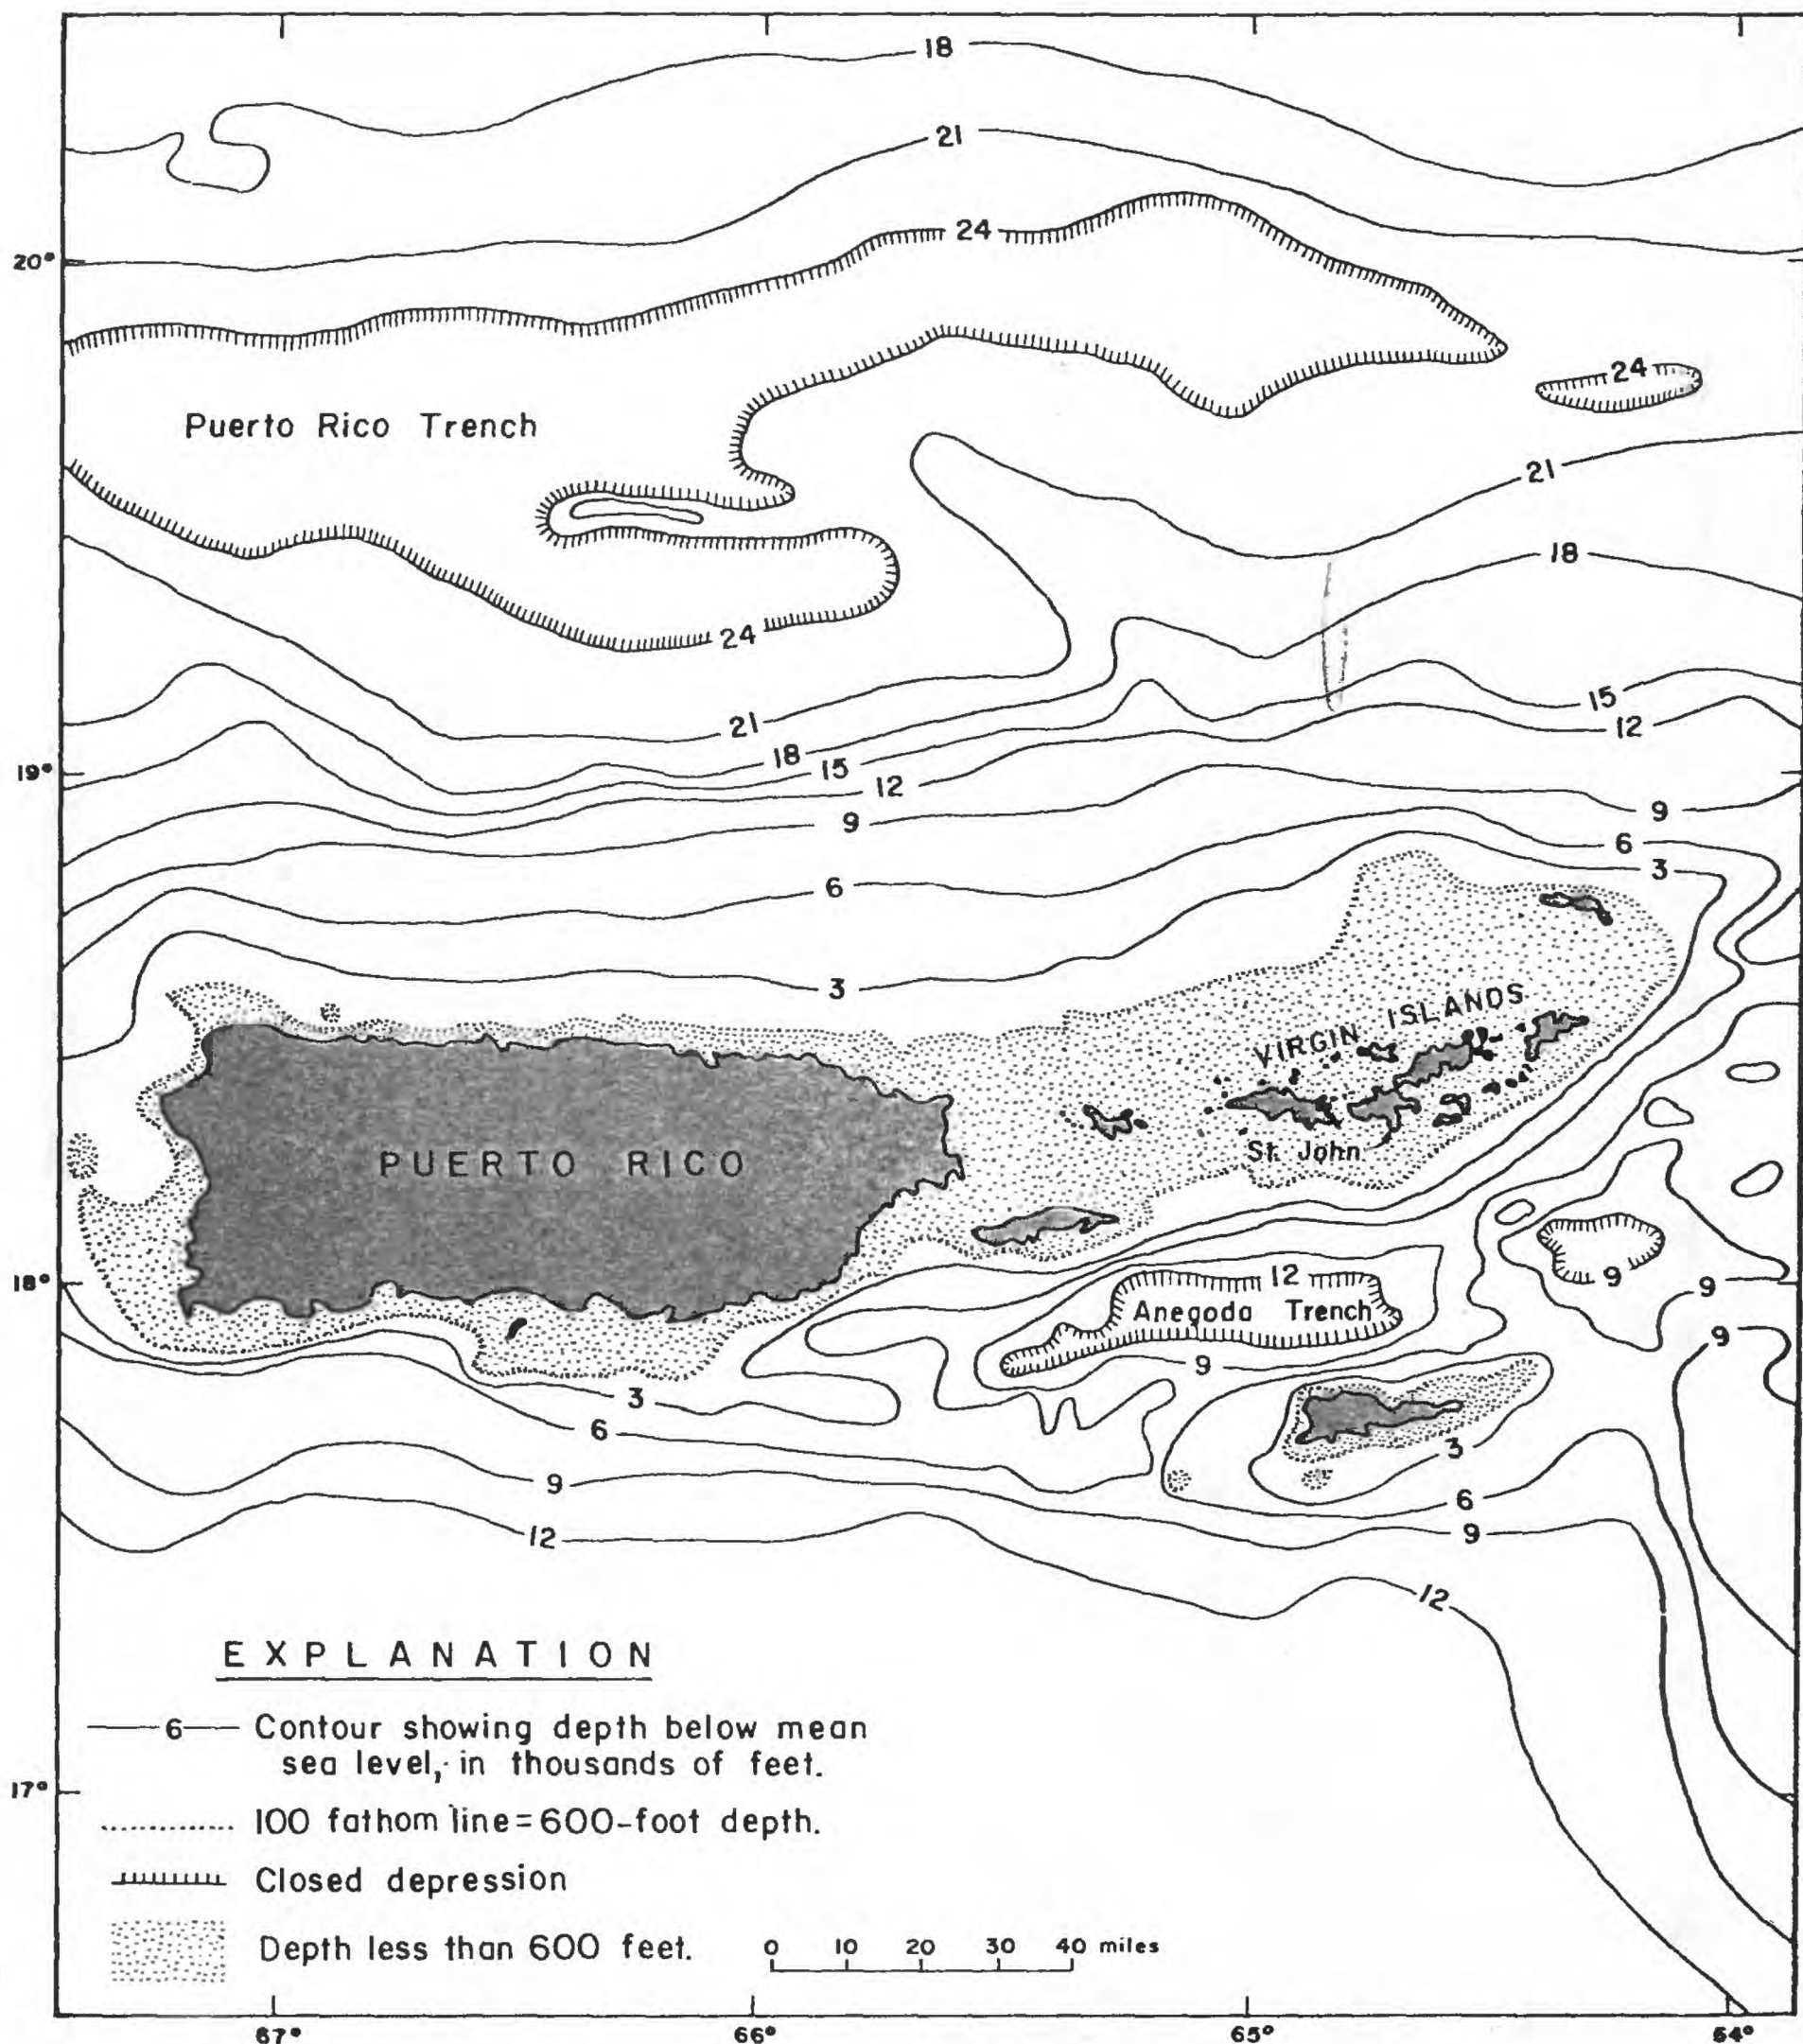 18
21
20°
24
24
Puerto Rico Trench
21
18
24
15
21
12
18
19°
15
12
9
9
6
3
6
3
VIRGIN ISLANDS
PUERTO RICO
St. John
18°
12
9
9
Anegoda Trench
9
9
3
6
3
9
6
12
9
12
EXPLANATION
6 Contour showing depth below mean
sea level, in thousands of feet.
17°
100 fathom line=600-foot depth.
Closed depression
Depth less than 600 feet.
0 10 20 30 40 miles
67° 66° 65° 64°